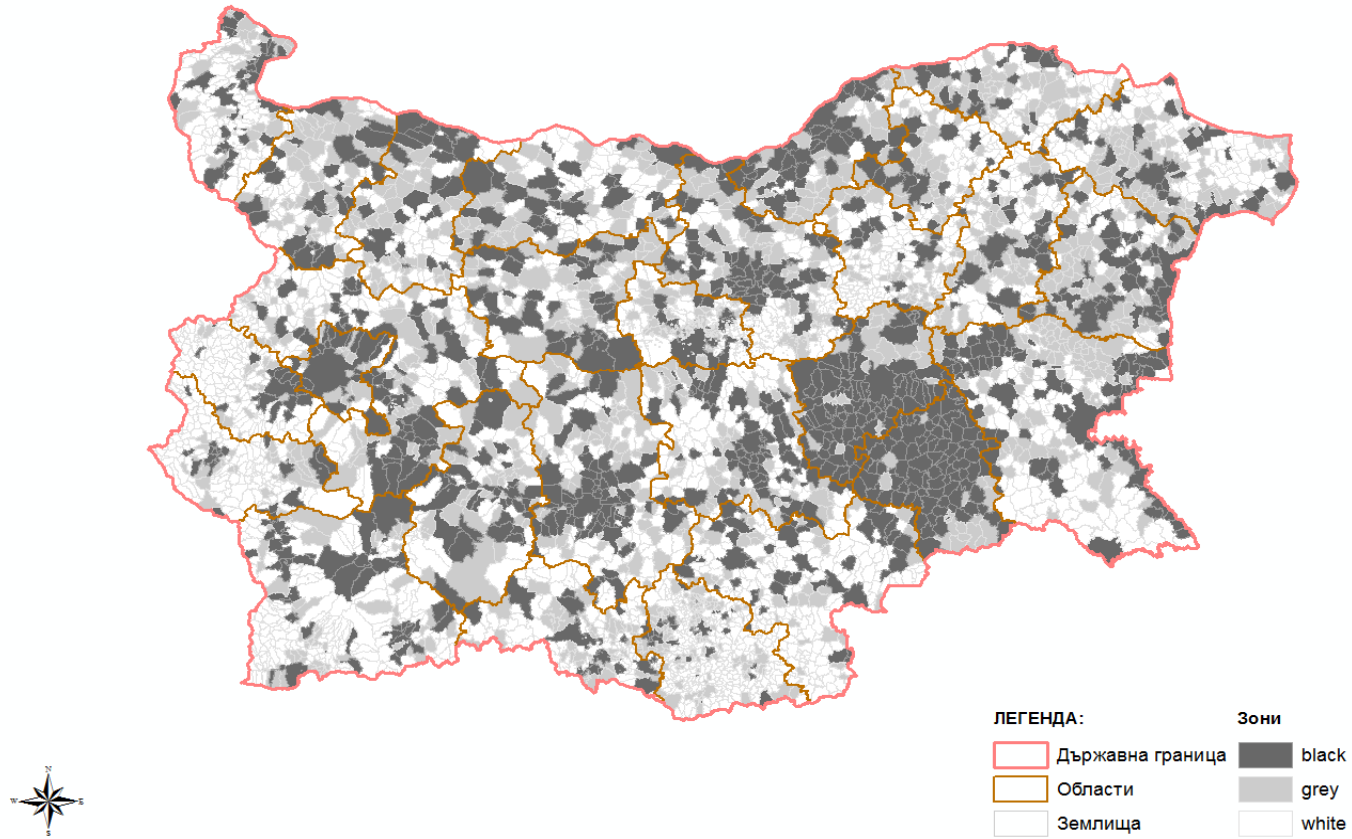 ЛЕГЕНДА:
Зони
Държавна граница
black
Области
grey
Землища
white
N
W
E
S